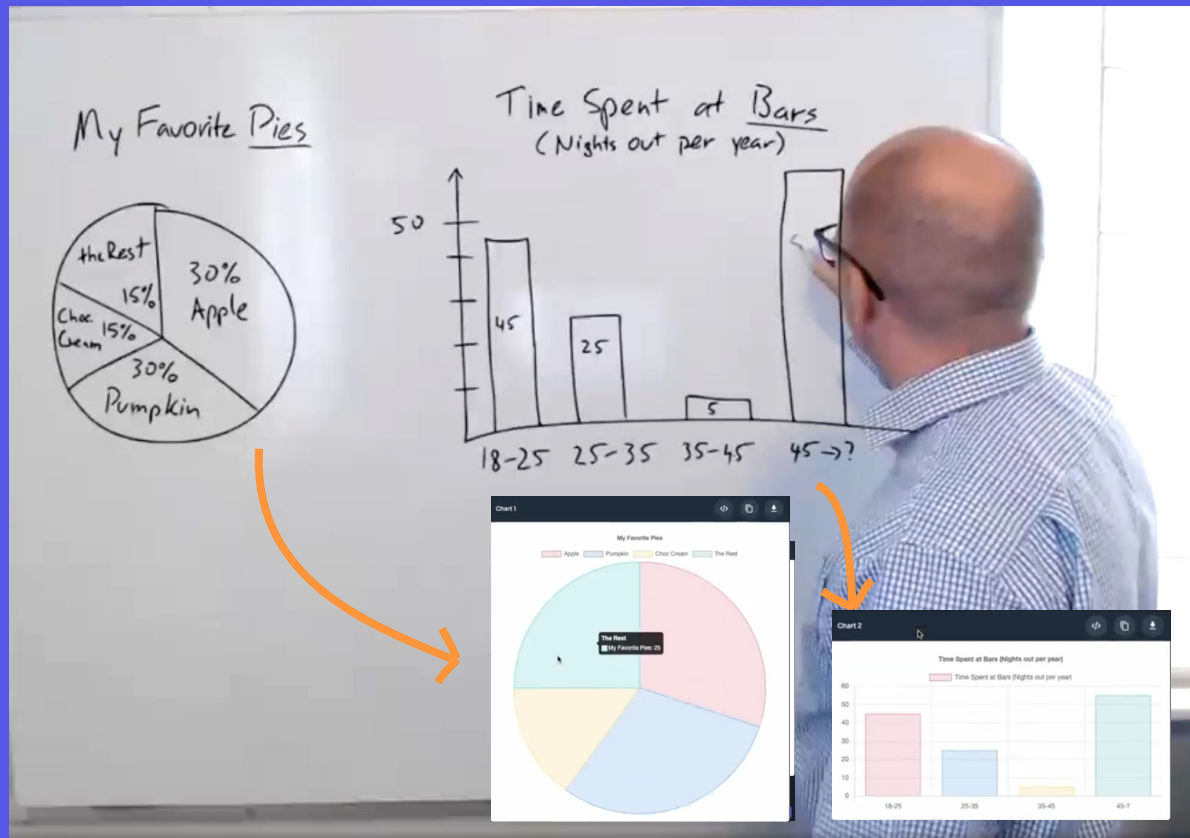 My Favorite Pies
the Rest
15%
30%
Apple
Choc.
Cream
15%
30%
Pumpkin
Time Spent at Bars
(Nights out per year)
50
45
25
5
18-25
25-35
35-45
45→?
Chart 1
My Favorite Pies
Apple
Pumpkin
Choc Cream
The Rest
The Rest
My Favorite Pies: 25
Chart 2
Time Spent at Bars (Nights out per year)
Time Spent at Bars (Nights out per year)
60
50
40
30
20
10
0
18-25
25-35
35-45
45-?